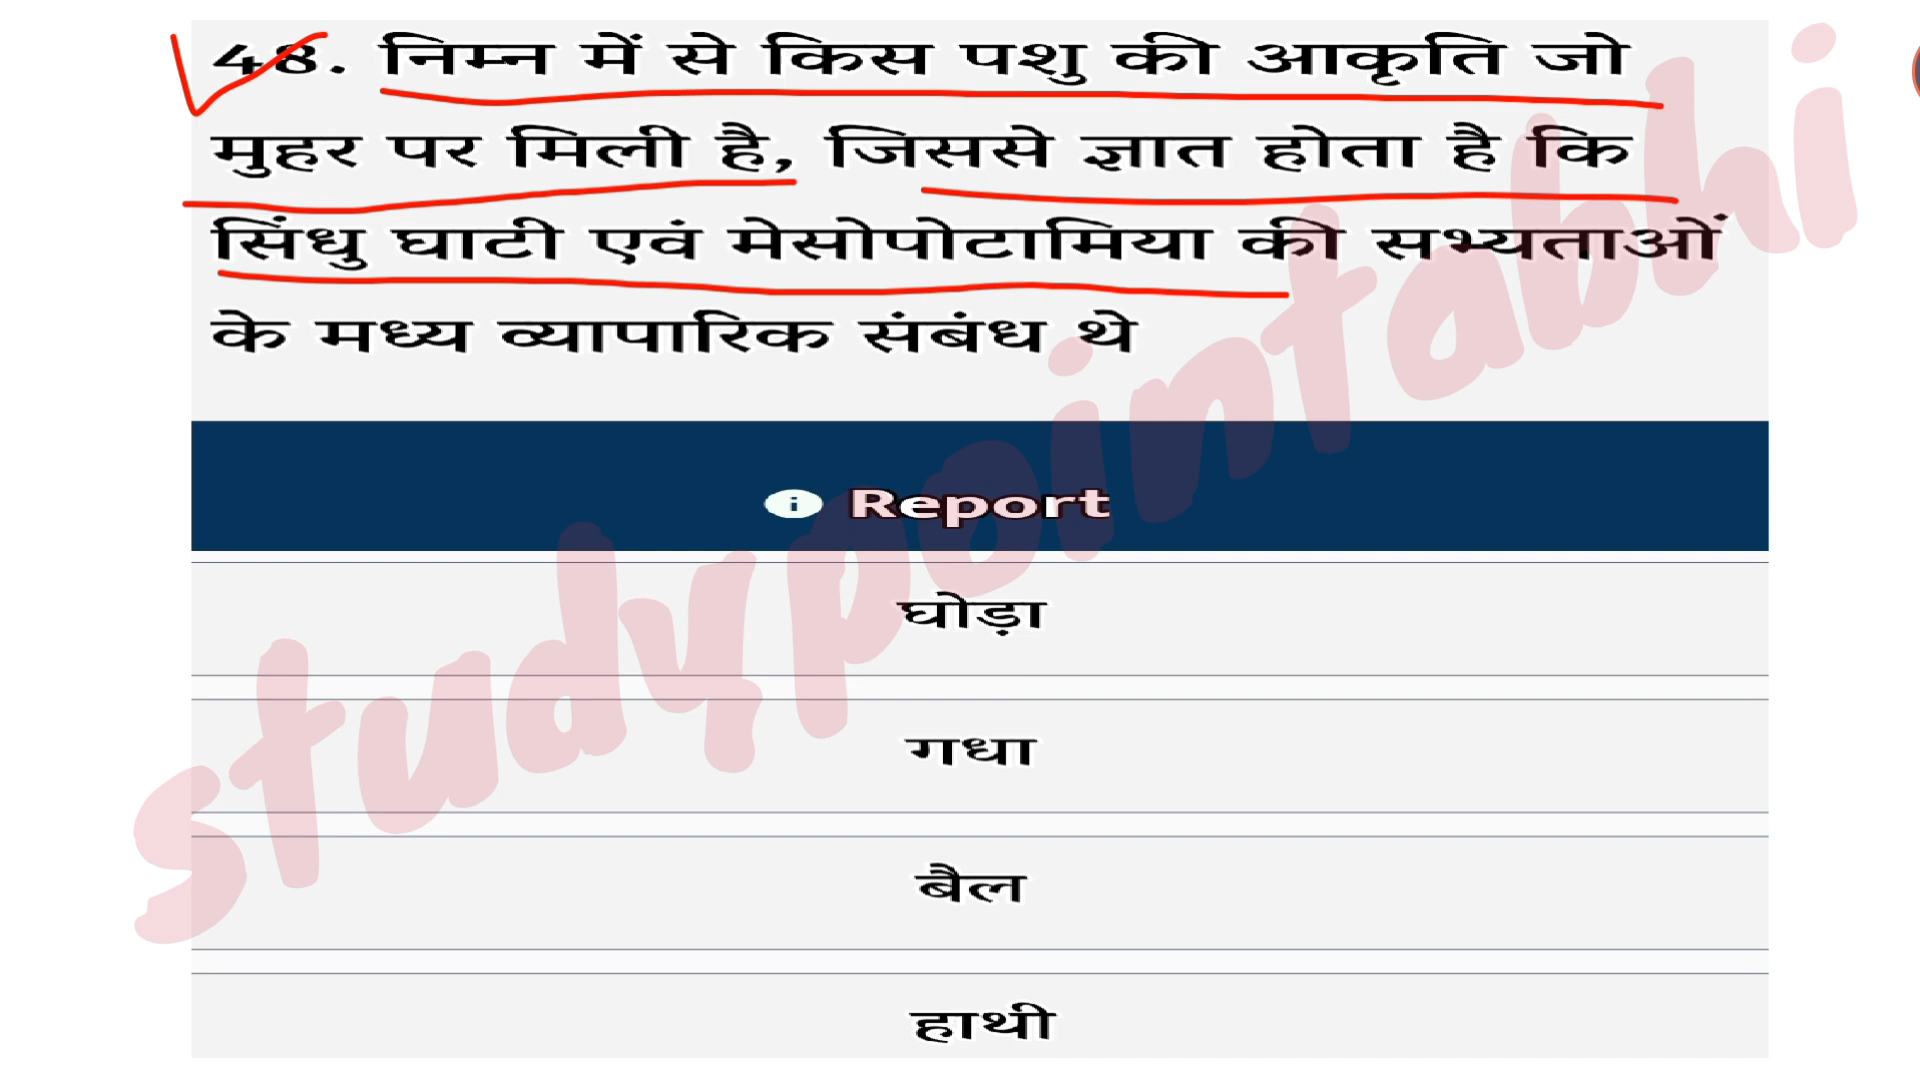 48. निम्न में से किस पशु की आकृति जो
मुहर पर मिली है, जिससे ज्ञात होता है कि
सिंधु घाटी एवं मेसोपोटामिया की सभ्यताओं
के मध्य व्यापारिक संबंध थे
i Report
घोड़ा
गधा
बैल
हाथी
studypointabhi